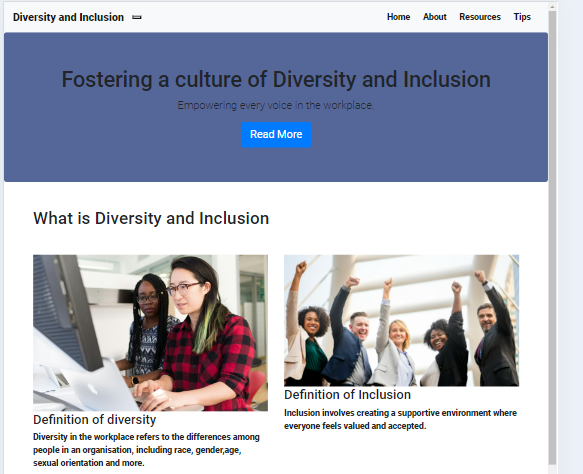 Diversity and Inclusion
Home About Resources Tips
Fostering a culture of Diversity and Inclusion
Empowering every voice in the workplace.
Read More
What is Diversity and Inclusion
Definition of diversity
Diversity in the workplace refers to the differences among
people in an organisation, including race, gender,age,
sexual orientation and more.
Definition of Inclusion
Inclusion involves creating a supportive environment where
everyone feels valued and accepted.